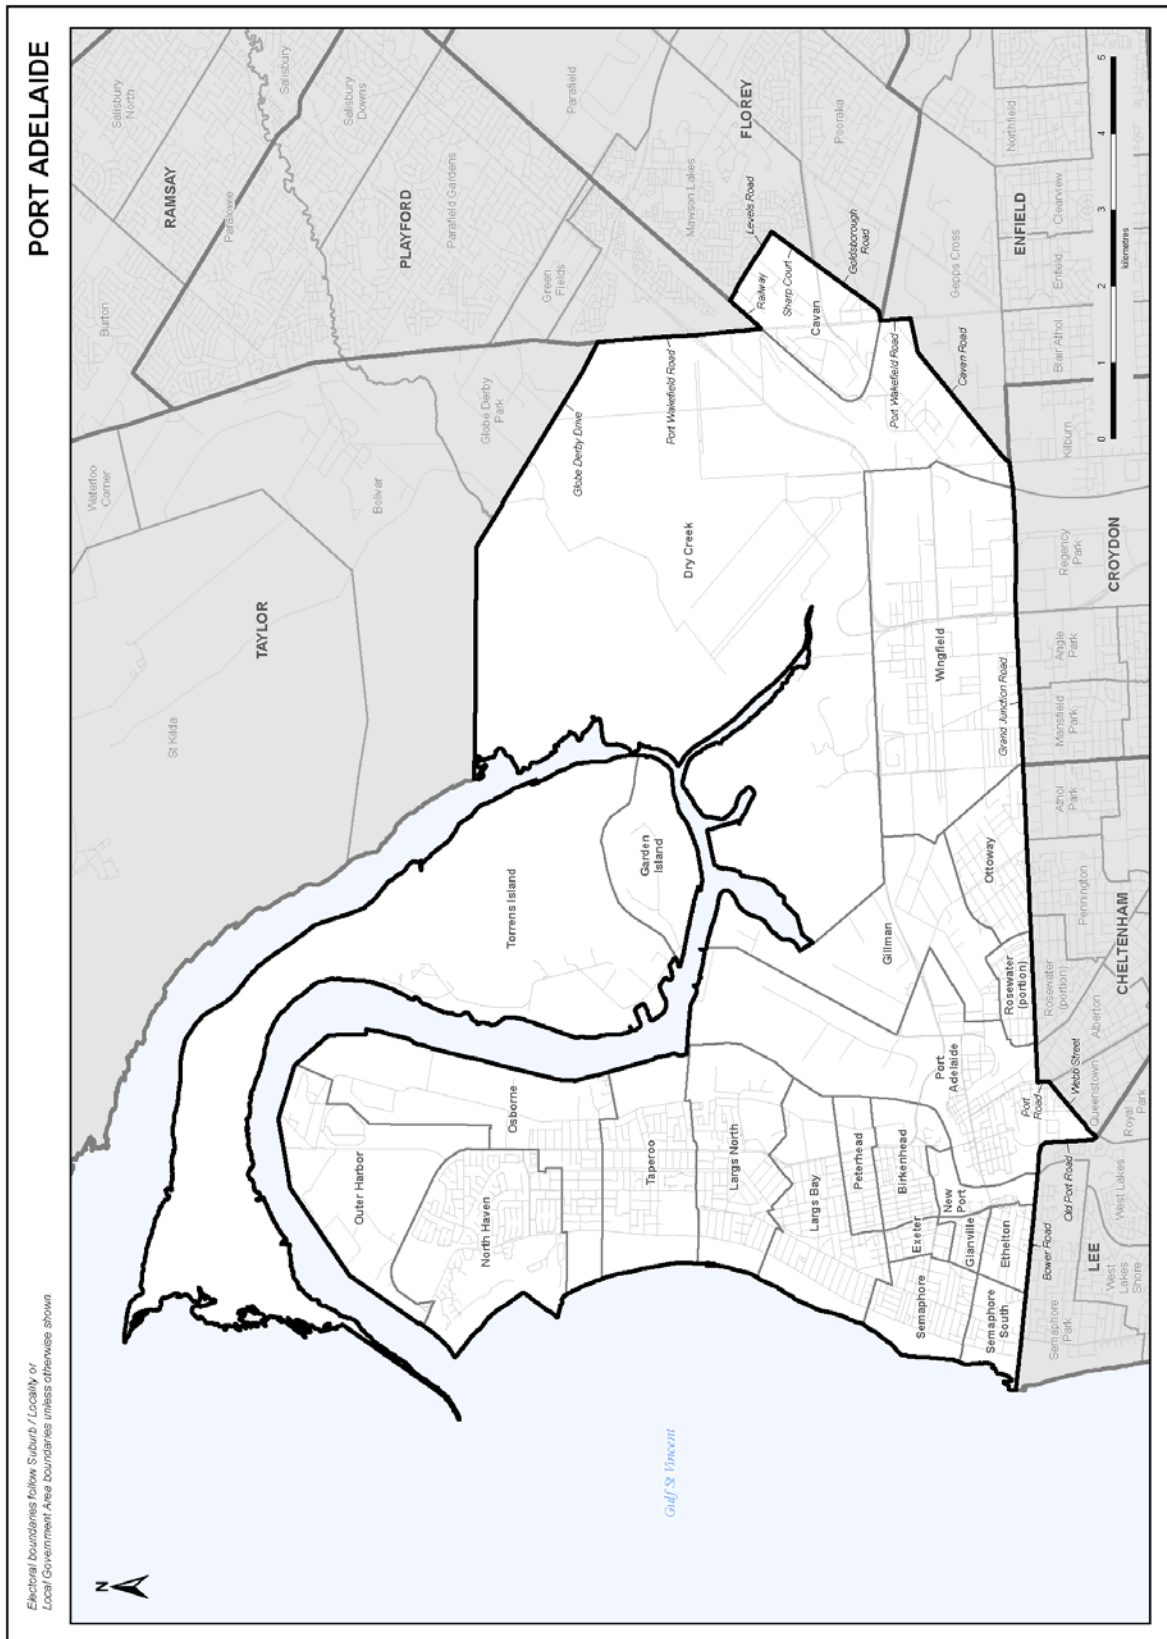 PORT ADELAIDE
Electoral boundaries follow Suburb / Locality or
Local Government Area boundaries unless otherwise shown.
N
Salisbury
North
Salisbury
Salisbury
Downs
Parafield
RAMSAY
Paralowe
PLAYFORD
Parafield Gardens
Burton
Green
Fields
FLOREY
Pooraka
Mawson Lakes
Levels Road
Railway
Sharp Court
Goldsborough
Road
Cavan
Gepps Cross
Northfield
ENFIELD
Clearview
Enfield
Blair Athol
Kilburn
0
1
2
3
4
5
kilometres
Waterloo
Corner
Bolivar
Globe Derby
Park
Globe Derby Drive
Port Wakefield Road
Port Wakefield Road
Cavan Road
TAYLOR
St Kilda
Dry Creek
Wingfield
Grand Junction Road
Regency
Park
CROYDON
Angle
Park
Mansfield
Park
Athol
Park
Torrens Island
Garden
Island
Gillman
Ottoway
Rosewater
(portion)
Rosewater
(portion)
Pennington
CHELTENHAM
Alberton
Queenstown
Webb Street
Royal
Park
Port
Adelaide
Port
Road
Old Port Road
Bower Road
Outer Harbor
Osborne
North Haven
Taperoo
Largs North
Largs Bay
Peterhead
Birkenhead
New
Port
Exeter
Glanville
Ethelton
Semaphore
Semaphore
South
Semaphore
Park
LEE
West Lakes
West
Lakes
Shore
Gulf St Vincent